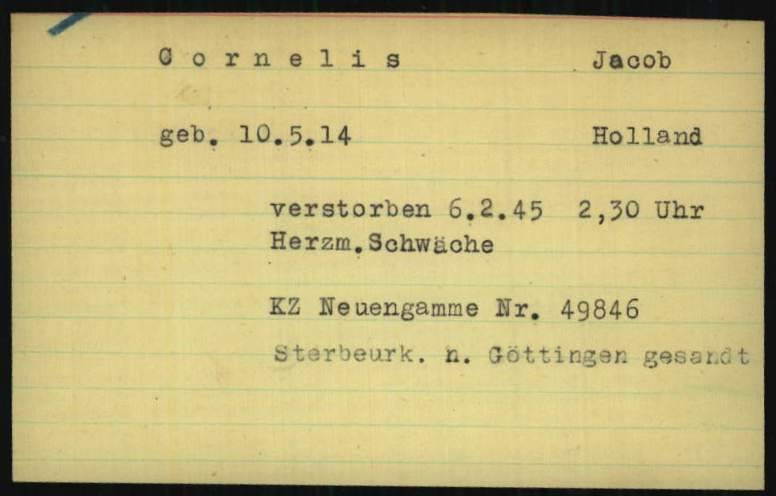 C o r n e l i s Jacob
geb. 10.5.14 Holland
verstorben 6.2.45 2,30 Uhr
Herzm.Schwäche
KZ Neuengamme Nr. 49846
Sterbeurk. n. Göttingen gesandt